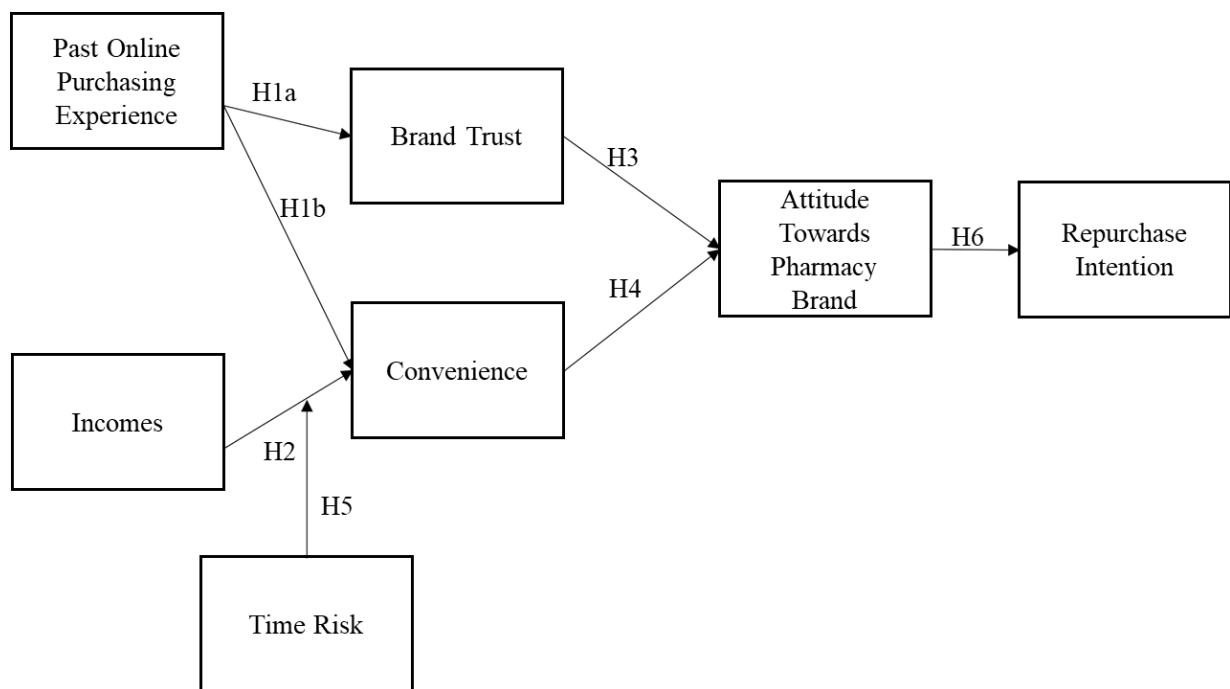 Past Online
Purchasing
Experience
H1a
Brand Trust
H3
H1b
Attitude
Towards
Pharmacy
Brand
H6
Repurchase
Intention
H4
Convenience
Incomes
H2
H5
Time Risk